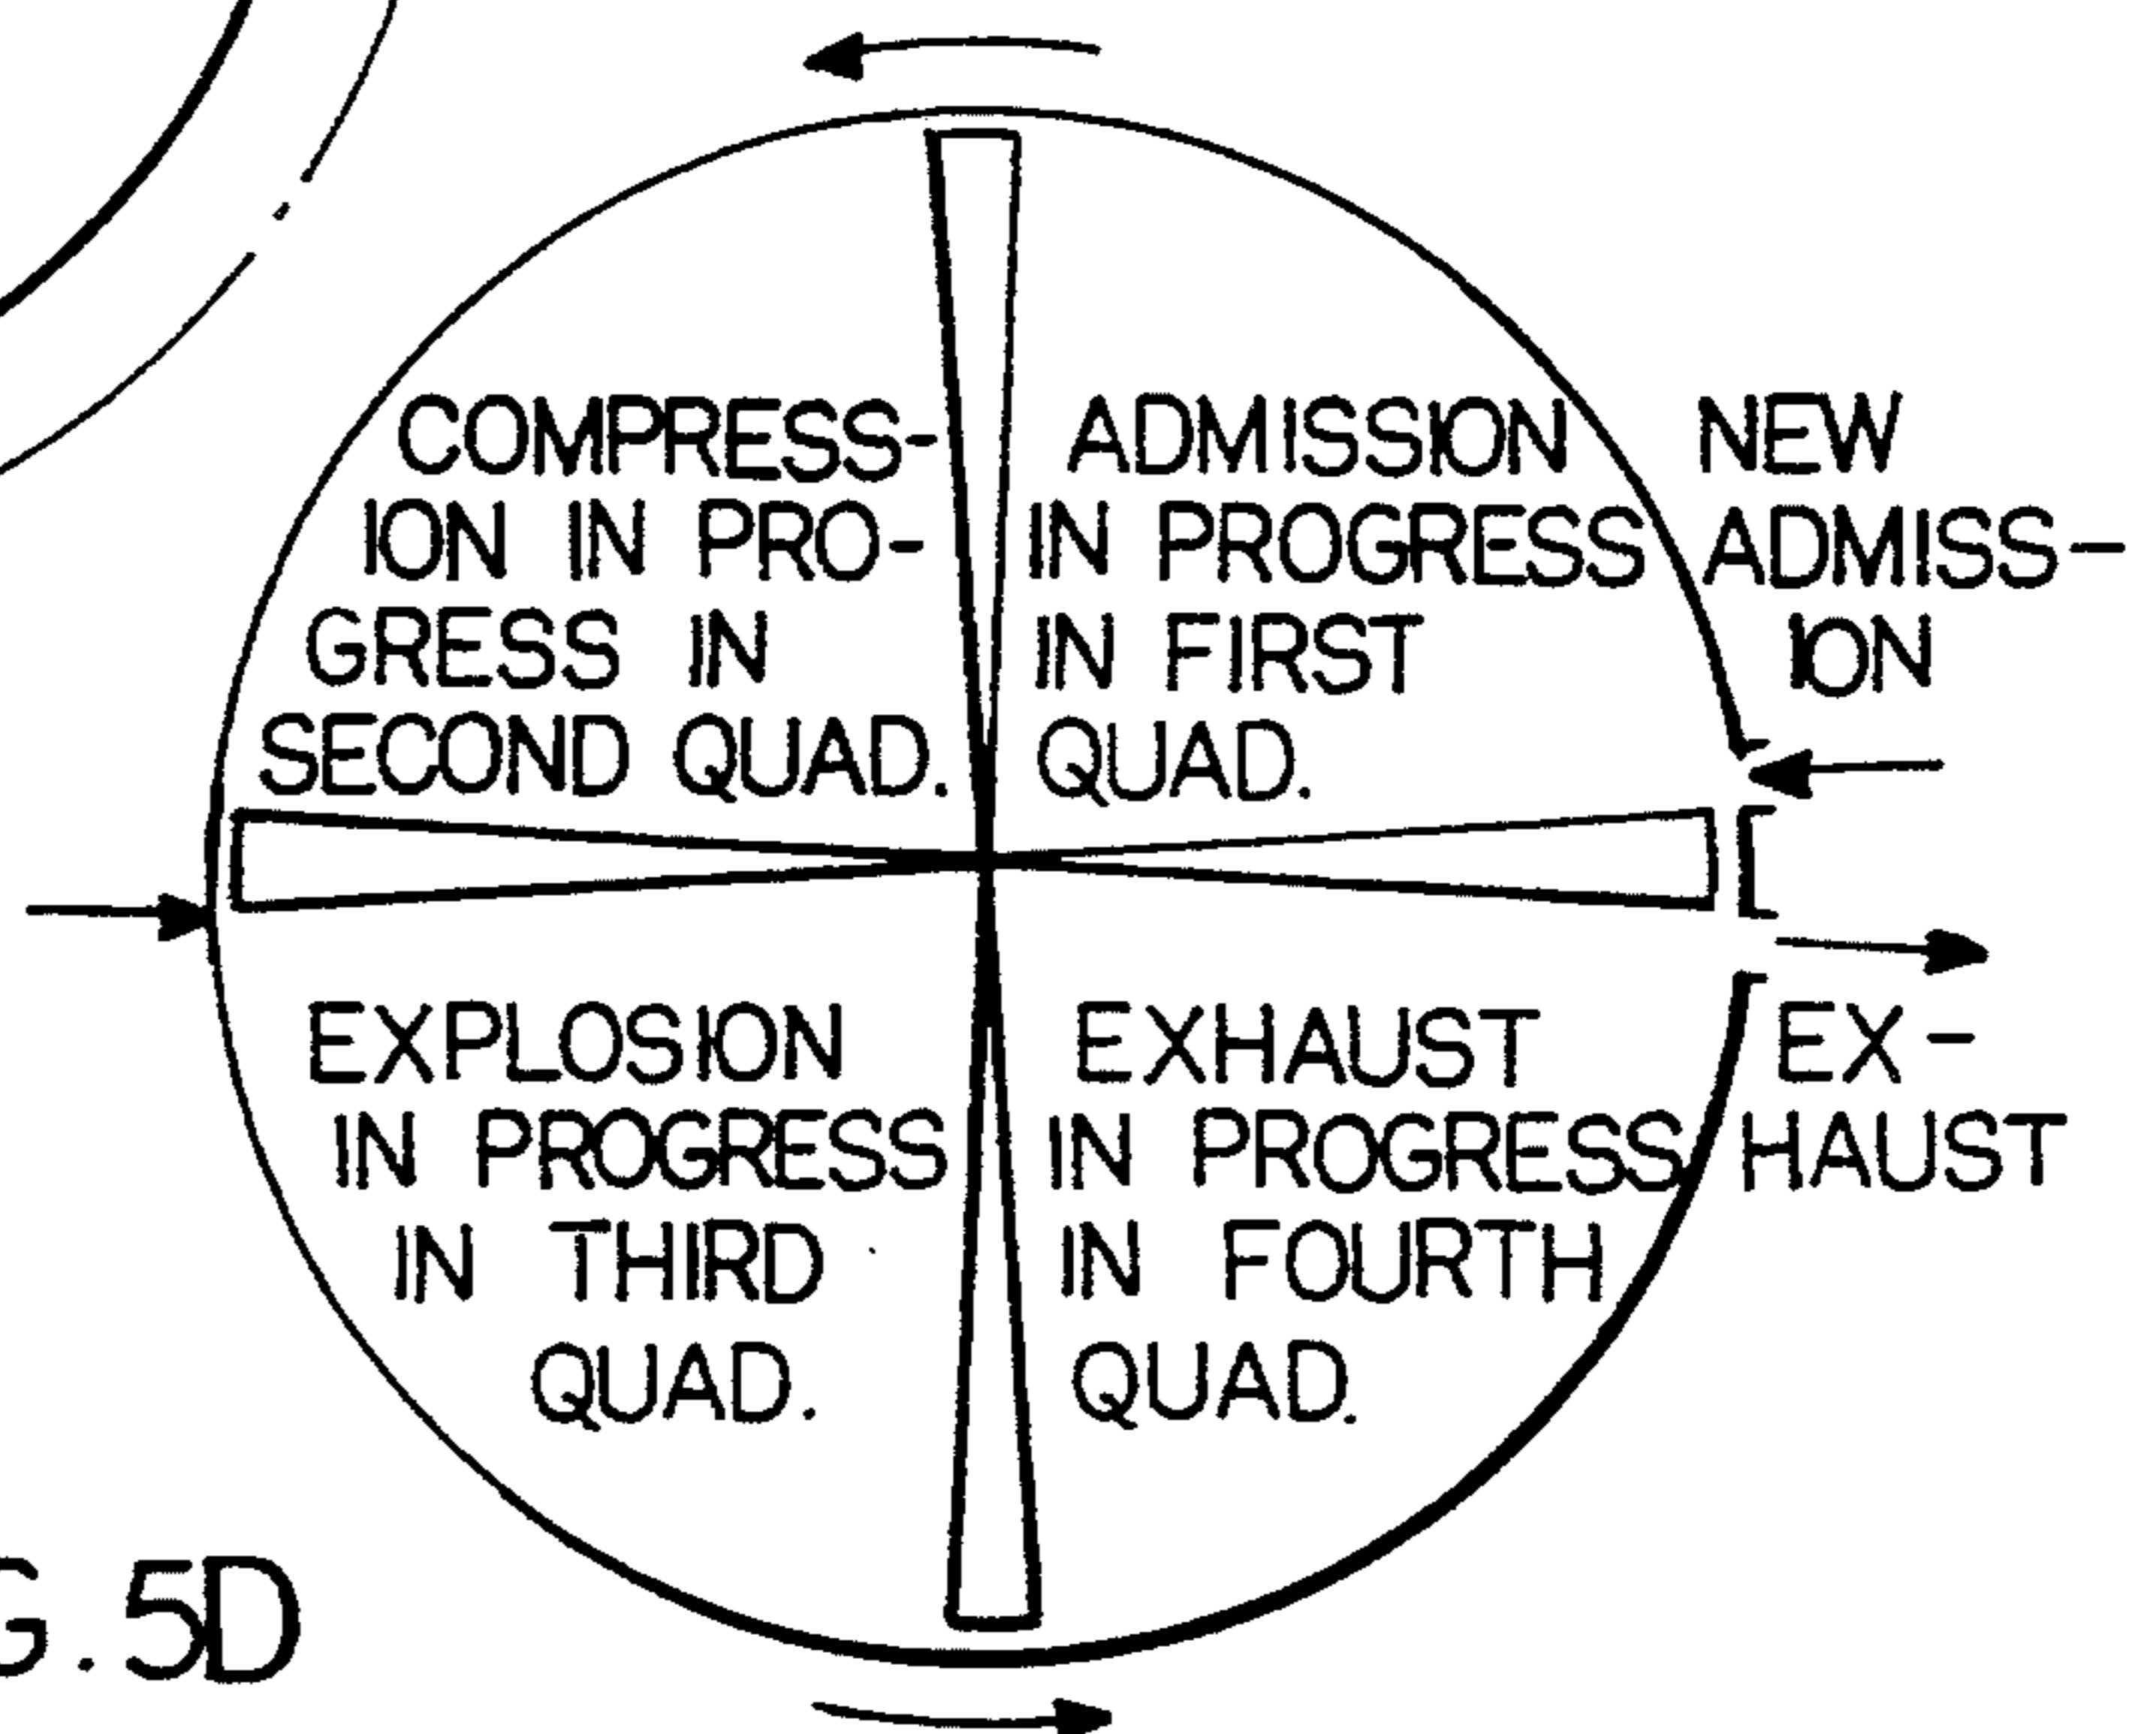 COMPRESS-
ION IN PRO-
GRESS IN
SECOND QUAD.
ADMISSION
IN PROGRESS
IN FIRST
QUAD.
NEW
ADMISS-
ION
EXPLOSION
IN PROGRESS
IN THIRD
QUAD.
EXHAUST
IN PROGRESS
IN FOURTH
QUAD.
EX-
HAUST
G.5D